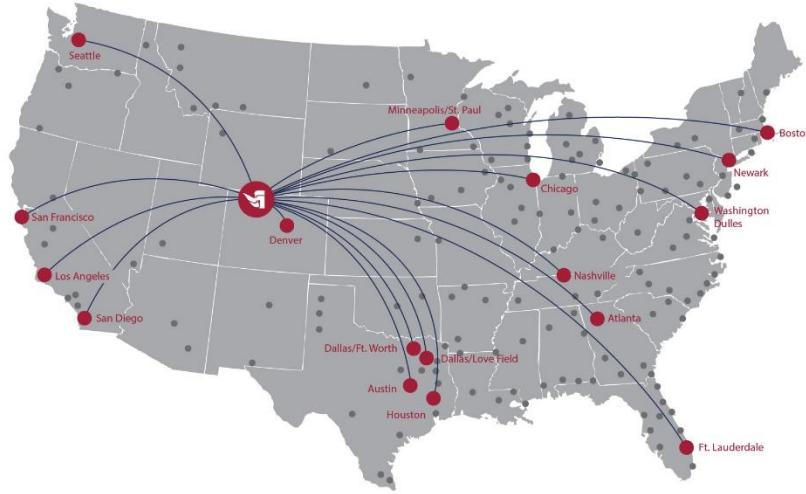 Seattle
Minneapolis/St. Paul
Bosto
Newark
Chicago
Washington
Dulles
San Francisco
Denver
Los Angeles
Nashville
San Diego
Atlanta
Dallas/Ft. Worth
Dallas/Love Field
Austin
Houston
Ft. Lauderdale